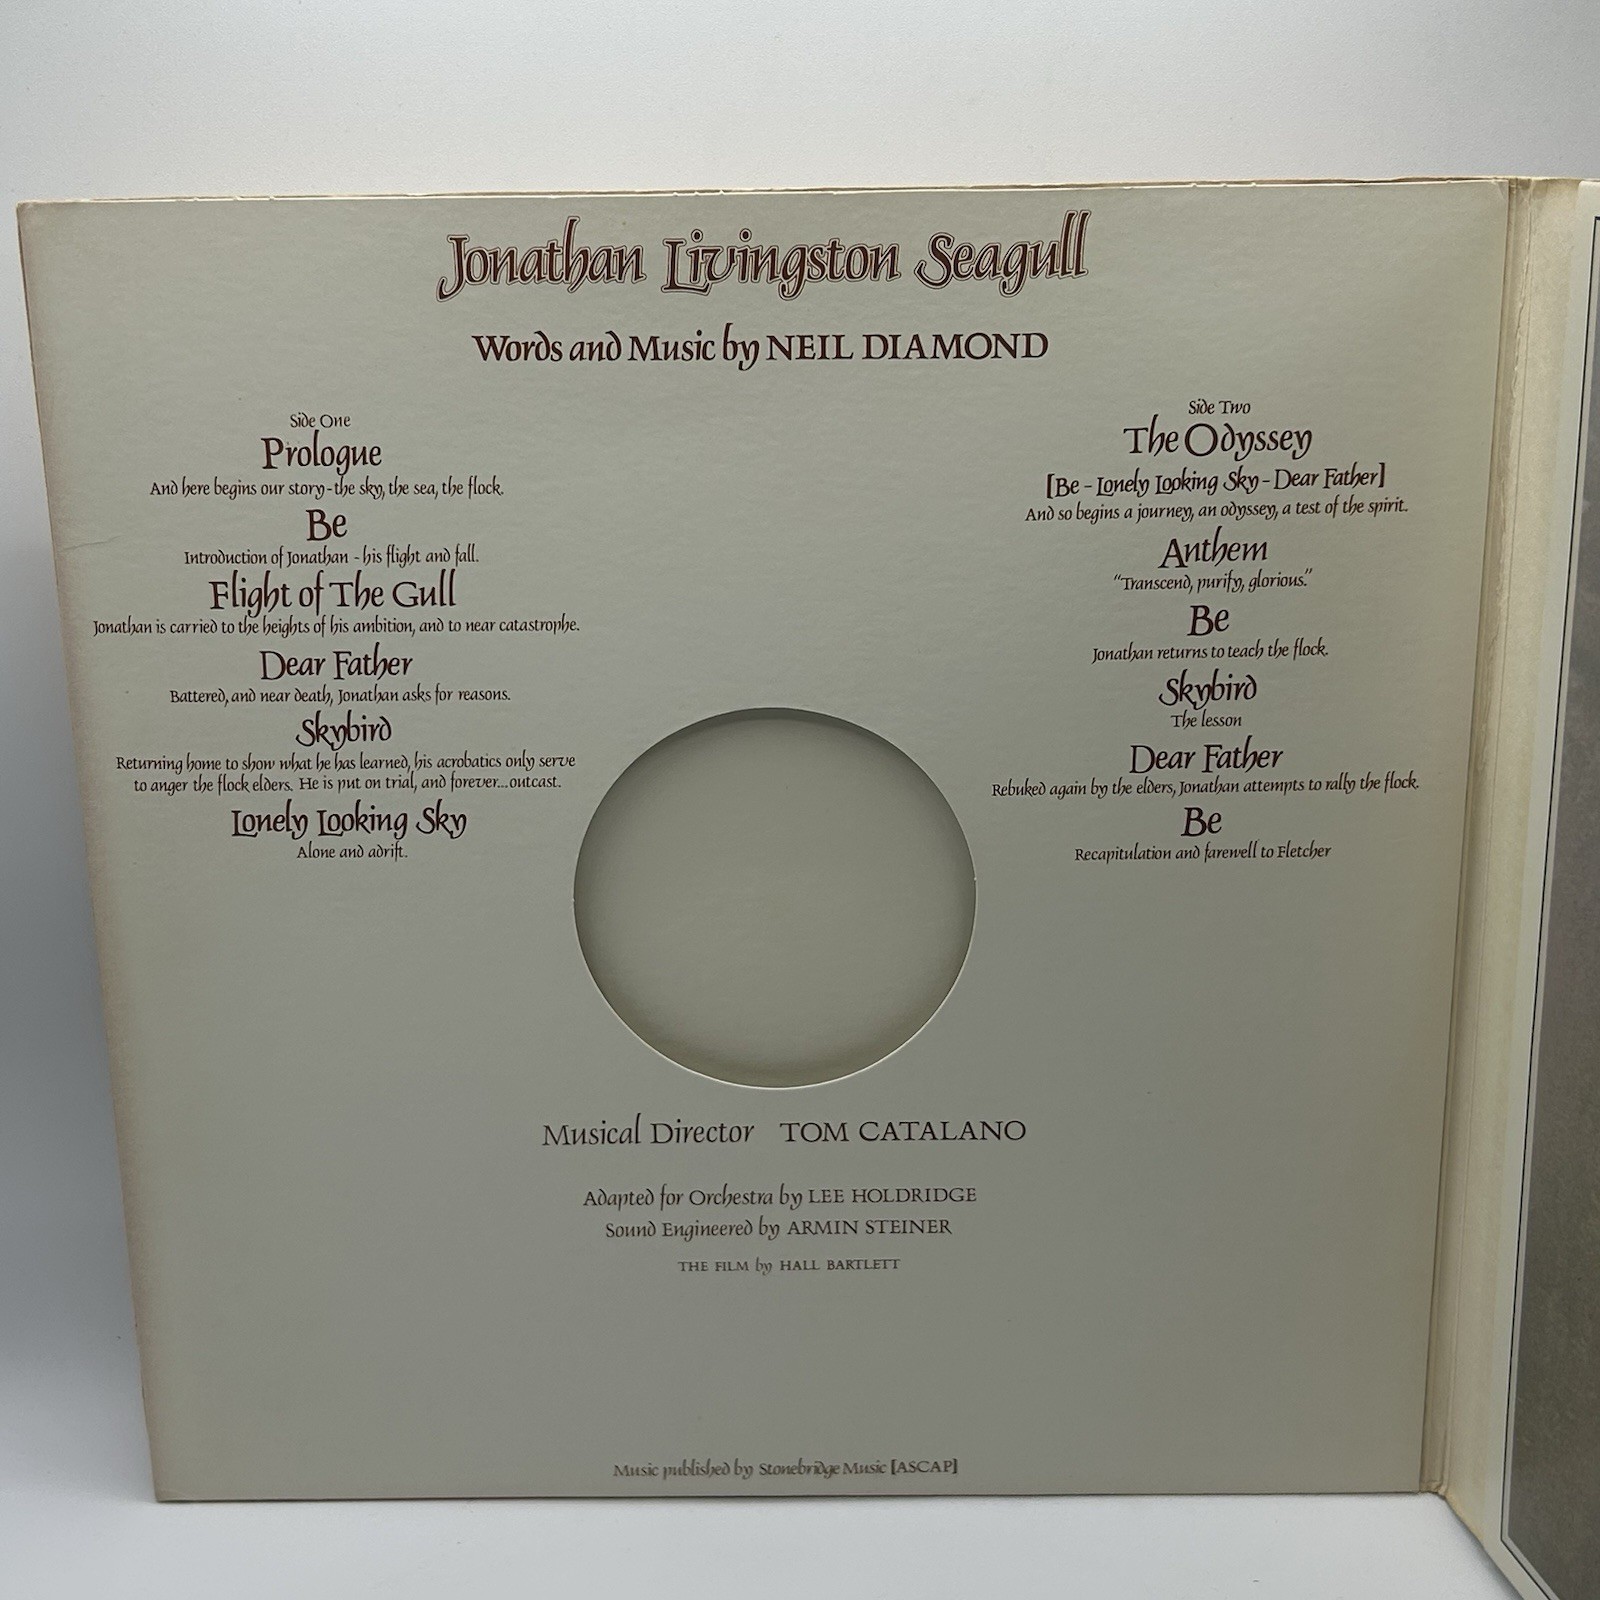 Jonathan Livingston Seagull
Words and Music by NEIL DIAMOND
Side One
Prologue
And here begins our story-the sky, the sea, the flock.
Be
Introduction of Jonathan - his flight and fall.
Flight of The Gull
Jonathan is carried to the heights of his ambition, and to near catastrophe.
Dear Father
Battered, and near death, Jonathan asks for reasons.
Skybird
Returning home to show what he has learned, his acrobatics only serve
to anger the flock elders. He is put on trial, and forever...outcast.
Lonely Looking Sky
Alone and adrift.
Side Two
The Odyssey
[Be - Lonely Looking Sky - Dear Father]
And so begins a journey, an odyssey, a test of the spirit.
Anthem
"Transcend, purify, glorious."
Be
Jonathan returns to teach the flock.
Skybird
The lesson
Dear Father
Rebuked again by the elders, Jonathan attempts to rally the flock.
Be
Recapitulation and farewell to Fletcher
Musical Director TOM CATALANO
Adapted for Orchestra by LEE HOLDRIDGE
Sound Engineered by ARMIN STEINER
THE FILM by HALL BARTLETT
Music published by Stonebridge Music [ASCAP]